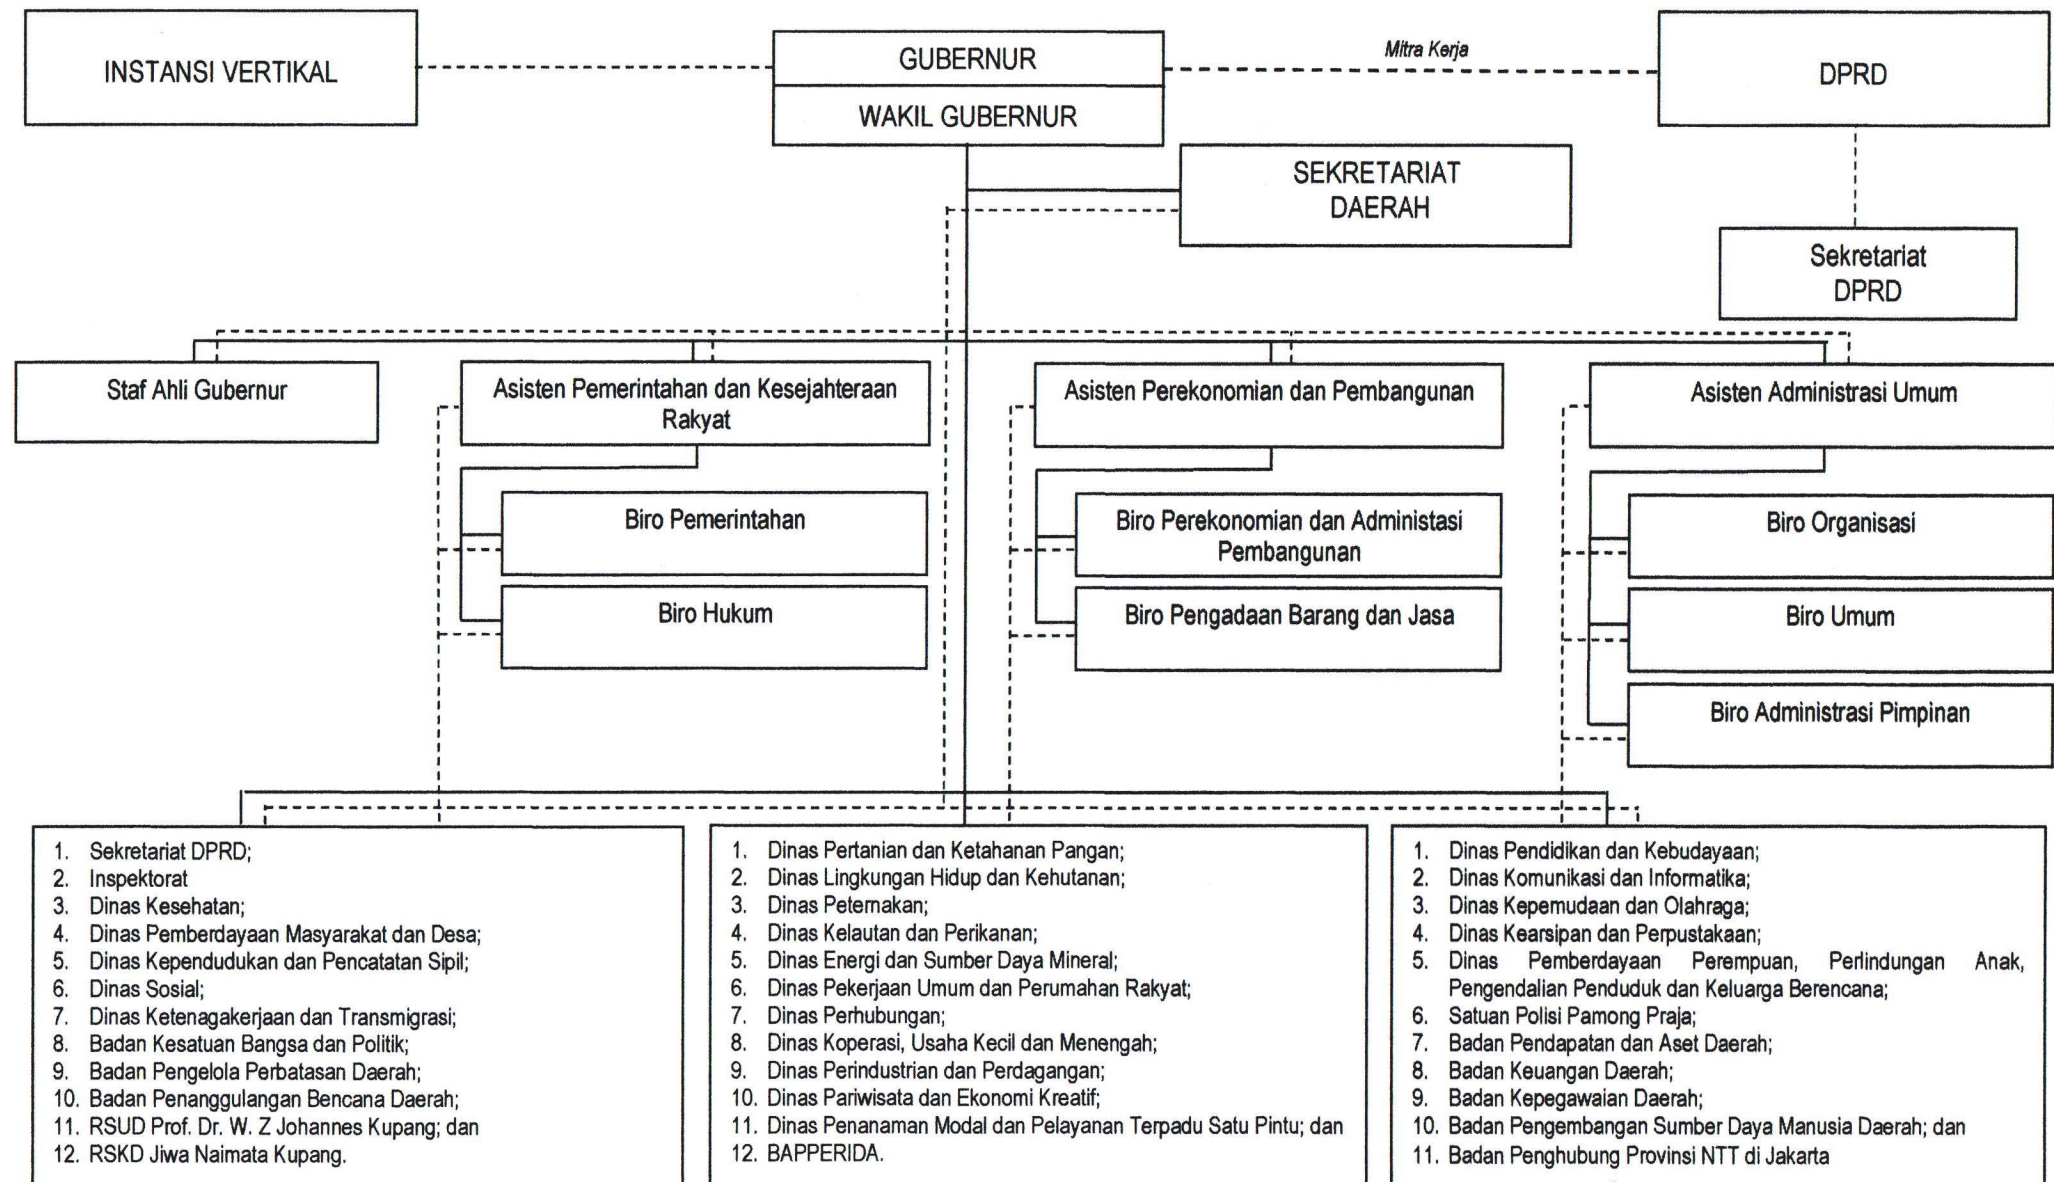 INSTANSI VERTIKAL
GUBERNUR
WAKIL GUBERNUR
Mitra Kerja
DPRD
SEKRETARIAT
DAERAH
Sekretariat
DPRD
Staf Ahli Gubernur
Asisten Pemerintahan dan Kesejahteraan
Rakyat
Asisten Perekonomian dan Pembangunan
Asisten Administrasi Umum
Biro Pemerintahan
Biro Hukum
Biro Perekonomian dan Administasi
Pembangunan
Biro Pengadaan Barang dan Jasa
Biro Organisasi
Biro Umum
Biro Administrasi Pimpinan
1. Sekretariat DPRD;
2. Inspektorat
3. Dinas Kesehatan;
4. Dinas Pemberdayaan Masyarakat dan Desa;
5. Dinas Kependudukan dan Pencatatan Sipil;
6. Dinas Sosial;
7. Dinas Ketenagakerjaan dan Transmigrasi;
8. Badan Kesatuan Bangsa dan Politik;
9. Badan Pengelola Perbatasan Daerah;
10. Badan Penanggulangan Bencana Daerah;
11. RSUD Prof. Dr. W. Z Johannes Kupang; dan
12. RSKD Jiwa Naimata Kupang.
1. Dinas Pertanian dan Ketahanan Pangan;
2. Dinas Lingkungan Hidup dan Kehutanan;
3. Dinas Peternakan;
4. Dinas Kelautan dan Perikanan;
5. Dinas Energi dan Sumber Daya Mineral;
6. Dinas Pekerjaan Umum dan Perumahan Rakyat;
7. Dinas Perhubungan;
8. Dinas Koperasi, Usaha Kecil dan Menengah;
9. Dinas Perindustrian dan Perdagangan;
10. Dinas Pariwisata dan Ekonomi Kreatif;
11. Dinas Penanaman Modal dan Pelayanan Terpadu Satu Pintu; dan
12. BAPPERIDA.
1. Dinas Pendidikan dan Kebudayaan;
2. Dinas Komunikasi dan Informatika;
3. Dinas Kepemudaan dan Olahraga;
4. Dinas Kearsipan dan Perpustakaan;
5. Dinas Pemberdayaan Perempuan, Perlindungan Anak,
Pengendalian Penduduk dan Keluarga Berencana;
6. Satuan Polisi Pamong Praja;
7. Badan Pendapatan dan Aset Daerah;
8. Badan Keuangan Daerah;
9. Badan Kepegawaian Daerah;
10. Badan Pengembangan Sumber Daya Manusia Daerah; dan
11. Badan Penghubung Provinsi NTT di Jakarta